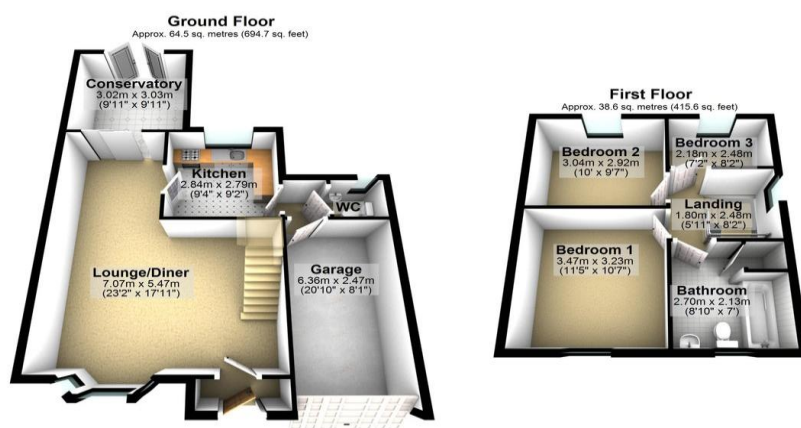 Ground Floor
Approx. 64.5 sq. metres (694.7 sq. feet)
Conservatory
3.02m x 3.03m
(9'11" x 9'11")
Kitchen
2.84m x 2.79m
(9'4" x 9'2")
WC
Lounge/Diner
7.07m x 5.47m
(23'2" x 17'11")
Garage
6.36m x 2.47m
(20'10" x 8'1")
First Floor
Approx. 38.6 sq. metres (415.6 sq. feet)
Bedroom 2
3.04m x 2.92m
(10' x 9'7")
Bedroom 3
2.18m x 2.48m
(7'2" x 8'2")
Landing
1.80m x 2.48m
(5'11" x 8'2")
Bedroom 1
3.47m x 3.23m
(11'5" x 10'7")
Bathroom
2.70m x 2.13m
(8'10" x 7')